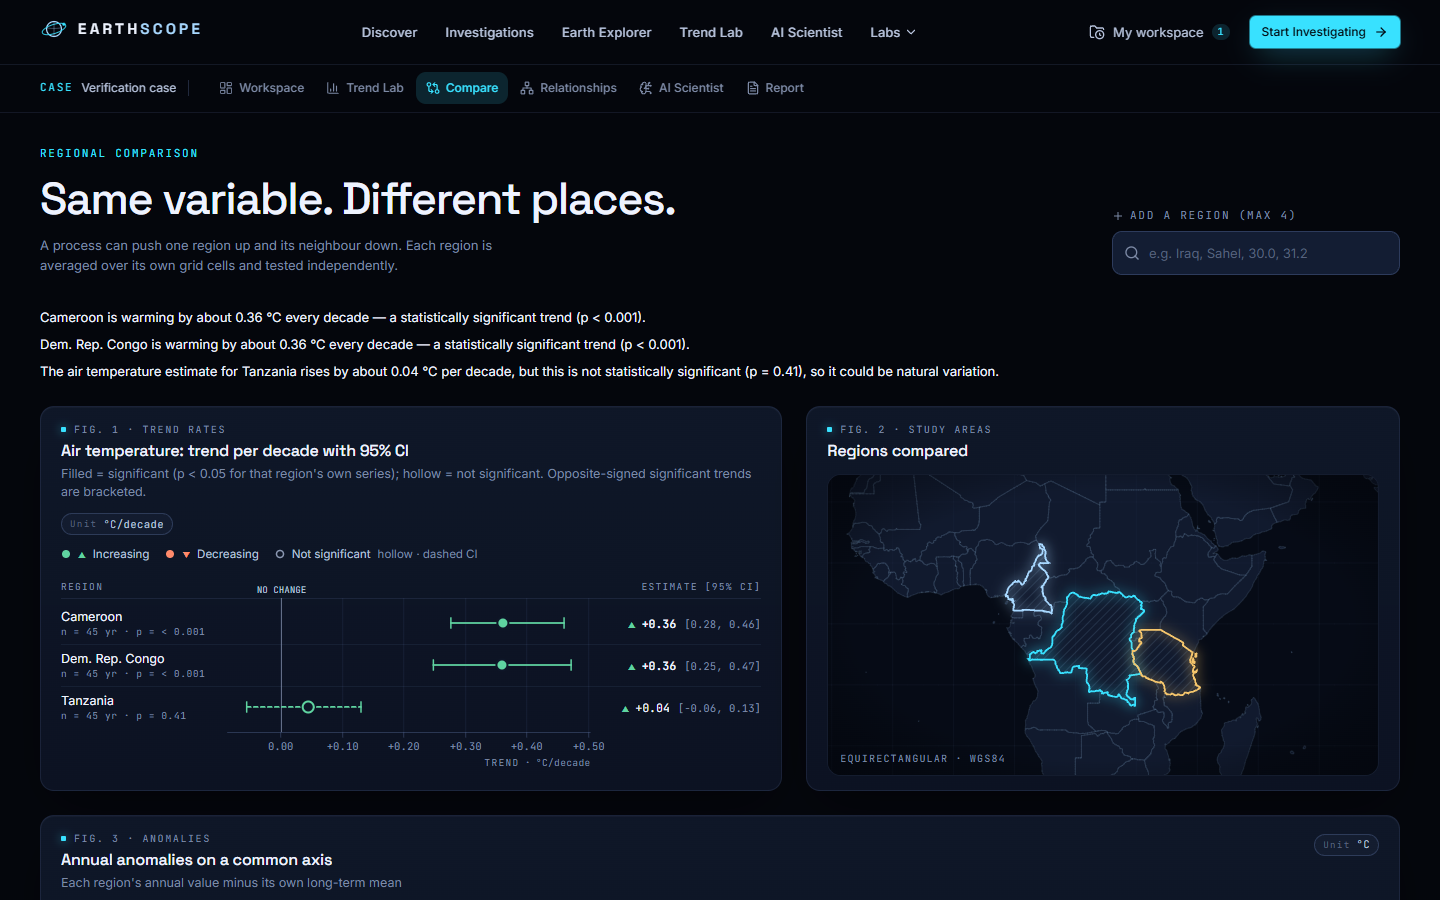 EARTHSCOPE
Discover Investigations Earth Explorer Trend Lab AI Scientist Labs
My workspace 1
Start Investigating →
CASE Verification case
Workspace Trend Lab Compare Relationships AI Scientist Report
REGIONAL COMPARISON
Same variable. Different places.
A process can push one region up and its neighbour down. Each region is
averaged over its own grid cells and tested independently.
+ ADD A REGION (MAX 4)
e.g. Iraq, Sahel, 30.0, 31.2
Cameroon is warming by about 0.36 °C every decade — a statistically significant trend (p < 0.001).
Dem. Rep. Congo is warming by about 0.36 °C every decade — a statistically significant trend (p < 0.001).
The air temperature estimate for Tanzania rises by about 0.04 °C per decade, but this is not statistically significant (p = 0.41), so it could be natural variation.
FIG. 1 · TREND RATES
Air temperature: trend per decade with 95% CI
Filled = significant (p < 0.05 for that region's own series); hollow = not significant. Opposite-signed significant trends
are bracketed.
Unit °C/decade
▲ Increasing ▼ Decreasing Not significant hollow · dashed CI
REGION NO CHANGE ESTIMATE [95% CI]
Cameroon
n = 45 yr · p = < 0.001
▲ +0.36 [0.28, 0.46]
Dem. Rep. Congo
n = 45 yr · p = < 0.001
▲ +0.36 [0.25, 0.47]
Tanzania
n = 45 yr · p = 0.41
▲ +0.04 [-0.06, 0.13]
0.00 +0.10 +0.20 +0.30 +0.40 +0.50
TREND · °C/decade
FIG. 2 · STUDY AREAS
Regions compared
EQUIRECTANGULAR · WGS84
FIG. 3 · ANOMALIES
Annual anomalies on a common axis
Each region's annual value minus its own long-term mean
Unit °C